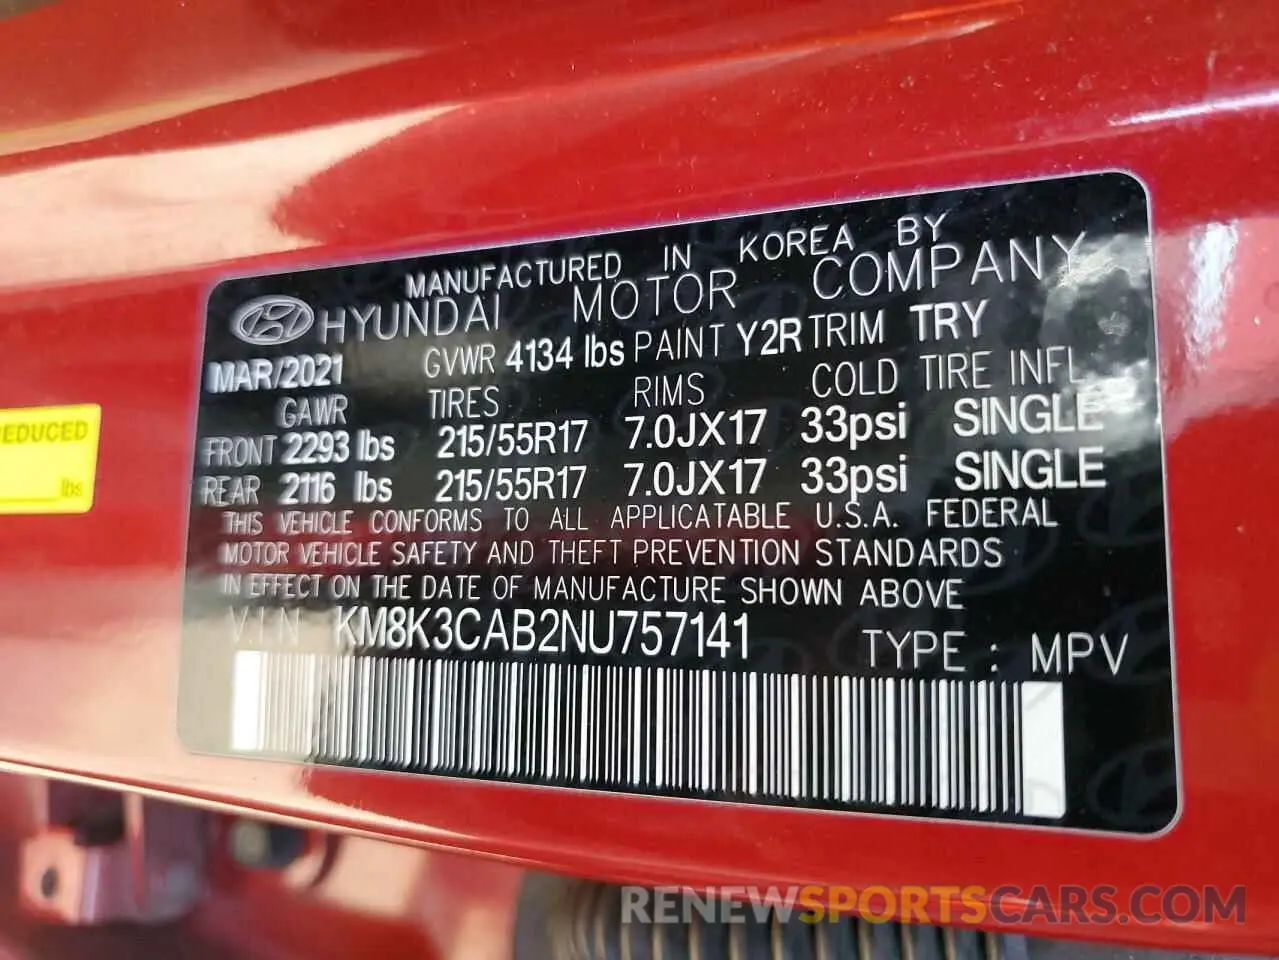 MANUFACTURED IN KOREA BY
HYUNDAI MOTOR COMPANY
MAR/2021 GVWR 4134 lbs PAINT Y2R TRIM TRY
GAWR TIRES RIMS COLD TIRE INFL
FRONT 2293 lbs 215/55R17 7.0JX17 33psi SINGLE
REAR 2116 lbs 215/55R17 7.0JX17 33psi SINGLE
THIS VEHICLE CONFORMS TO ALL APPLICATABLE U.S.A. FEDERAL
MOTOR VEHICLE SAFETY AND THEFT PREVENTION STANDARDS
IN EFFECT ON THE DATE OF MANUFACTURE SHOWN ABOVE
V.I.N KM8K3CAB2NU757141 TYPE : MPV
REDUCED
lbs
RENEWSPORTSCARS.COM